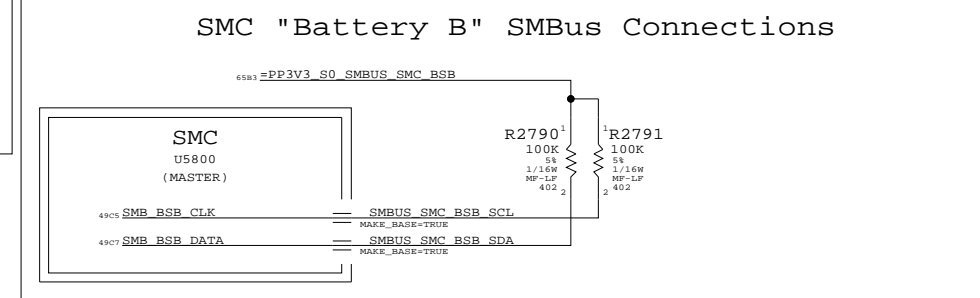 SMC "Battery B" SMBus Connections
65B3 =PP3V3_S0_SMBUS_SMC_BSB
SMC
U5800
(MASTER)
R2790 1
100K
5%
1/16W
MF-LF
402
2
1 R2791
100K
5%
1/16W
MF-LF
402
2
49C5 SMB_BSB_CLK
SMBUS_SMC_BSB_SCL
MAKE_BASE=TRUE
49C7 SMB_BSB_DATA
SMBUS_SMC_BSB_SDA
MAKE_BASE=TRUE